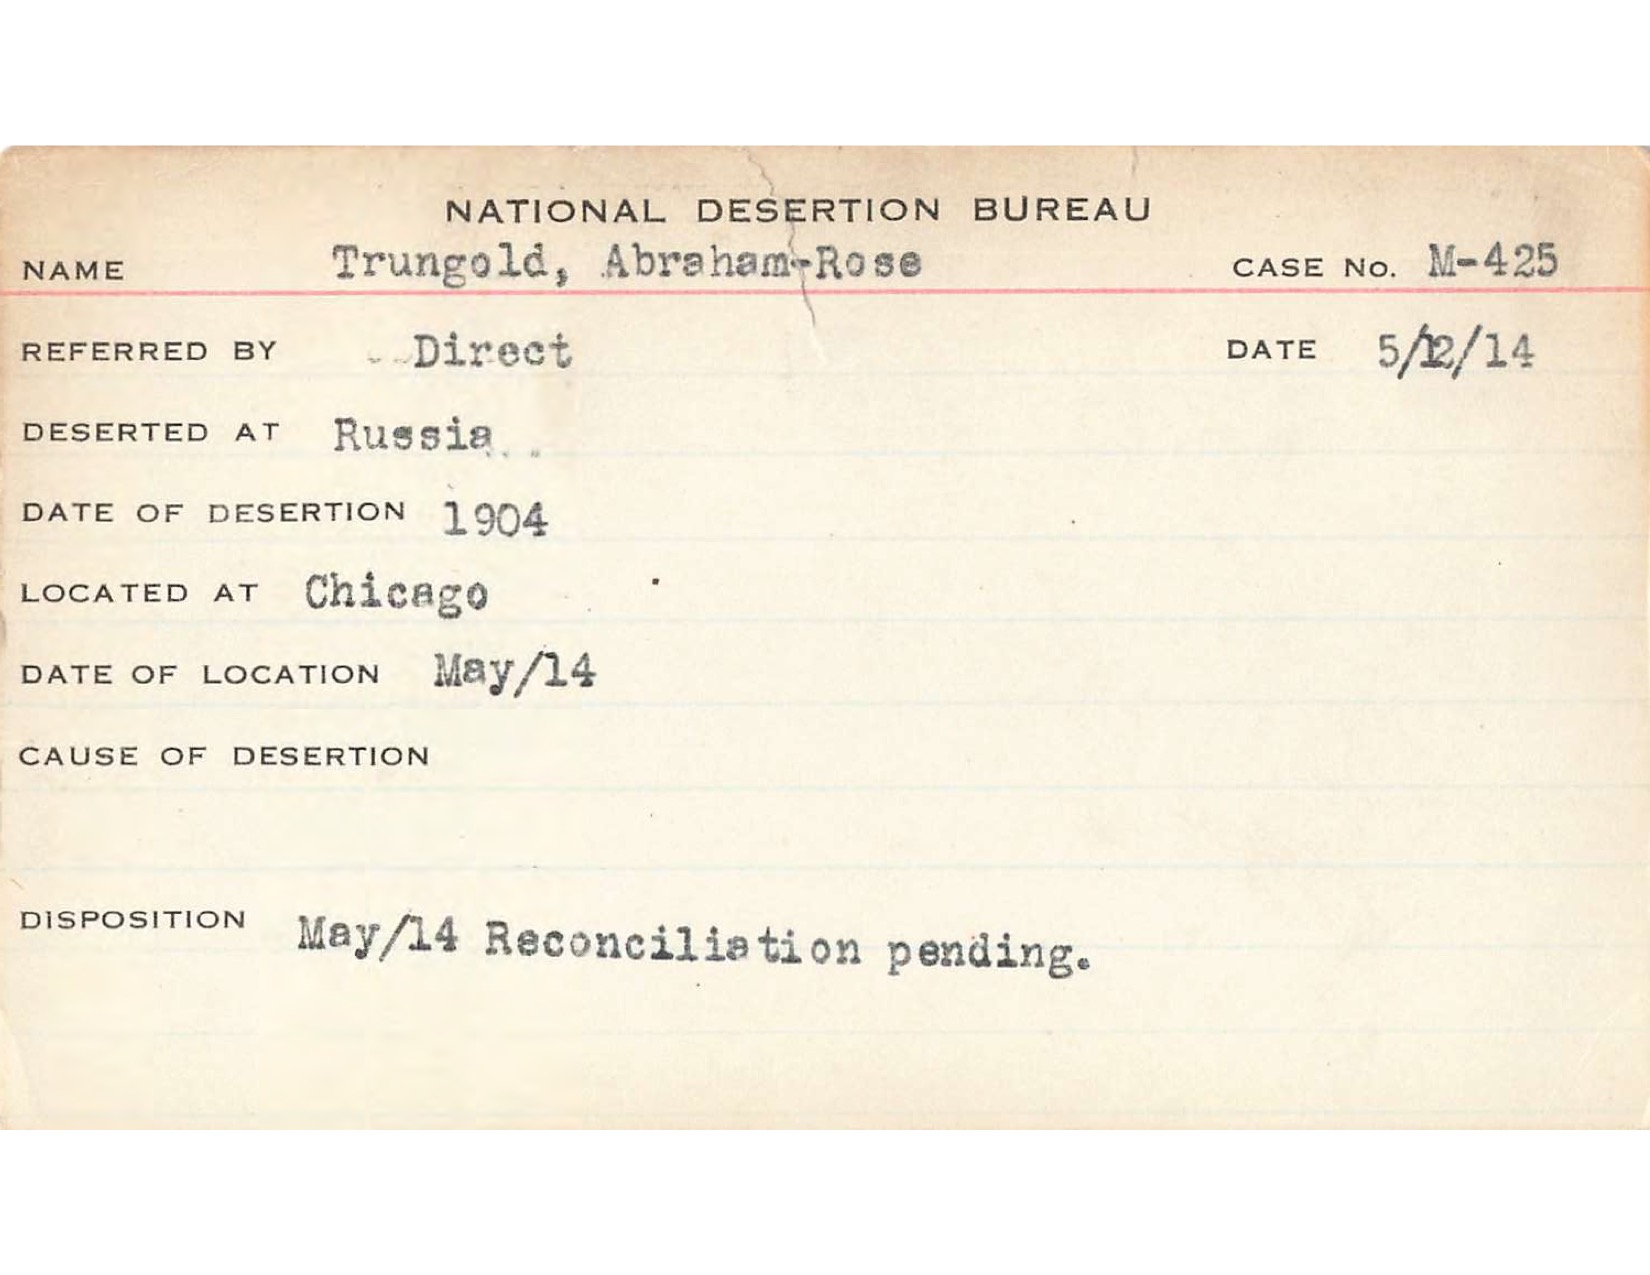 NATIONAL DESERTION BUREAU
NAME Trungold, Abraham-Rose CASE No. M-425
REFERRED BY Direct DATE 5/12/14
DESERTED AT Russia
DATE OF DESERTION 1904
LOCATED AT Chicago
DATE OF LOCATION May/14
CAUSE OF DESERTION
DISPOSITION May/14 Reconciliation pending.